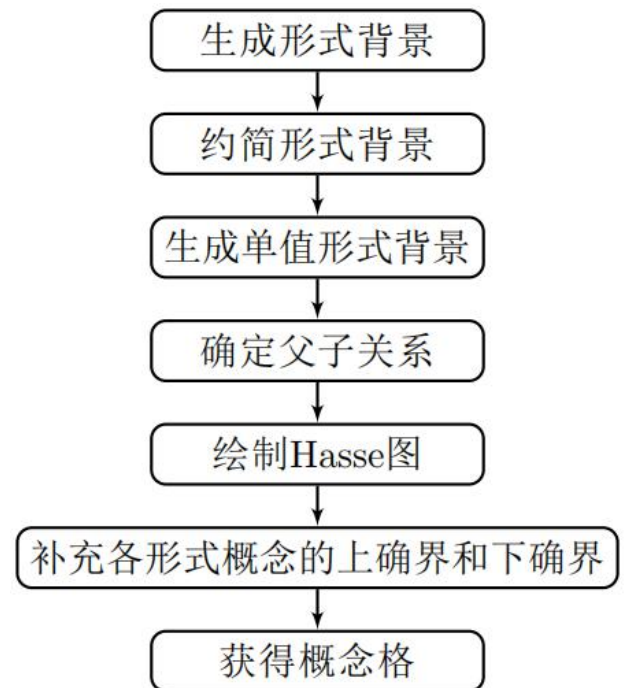 生成形式背景
约简形式背景
生成单值形式背景
确定父子关系
绘制Hasse图
补充各形式概念的上确界和下确界
获得概念格